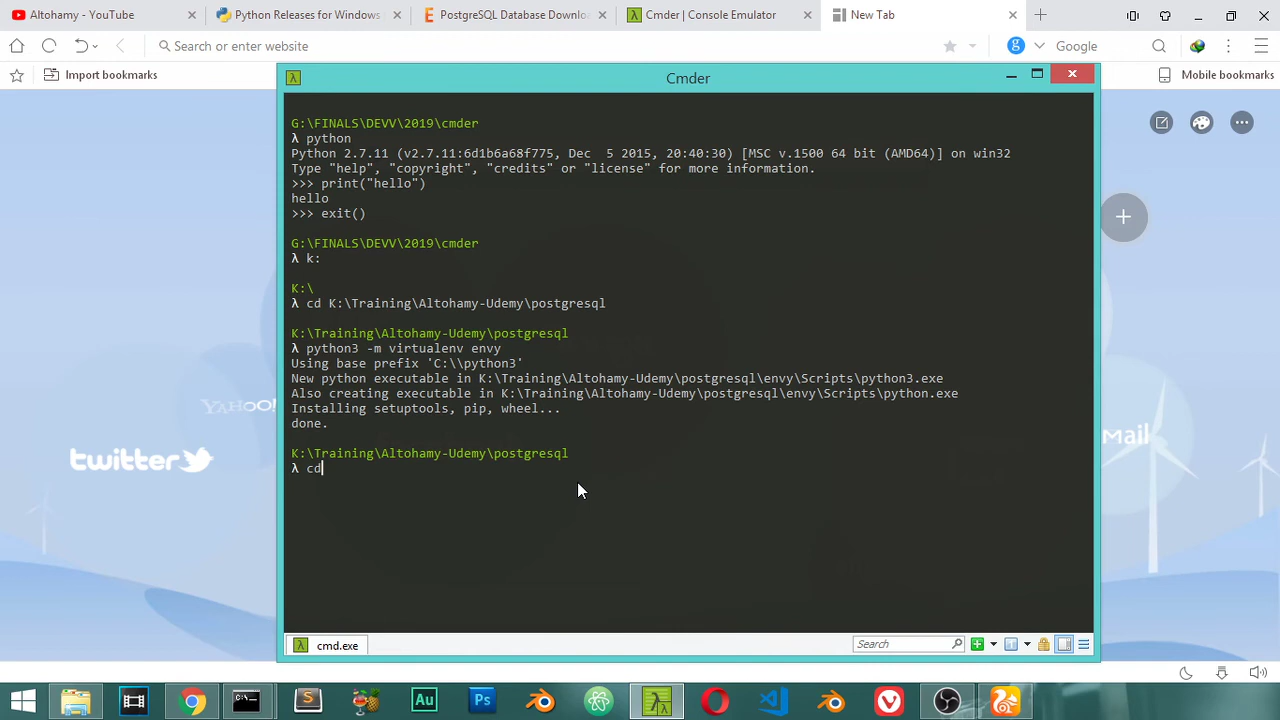 Altohamy - YouTube
Python Releases for Windows
PostgreSQL Database Downloa
Cmder | Console Emulator
New Tab
Search or enter website
Google
Import bookmarks
Mobile bookmarks
Cmder
G:\FINALS\DEVV\2019\cmder
λ python
Python 2.7.11 (v2.7.11:6d1b6a68f775, Dec  5 2015, 20:40:30) [MSC v.1500 64 bit (AMD64)] on win32
Type "help", "copyright", "credits" or "license" for more information.
>>> print("hello")
hello
>>> exit()
G:\FINALS\DEVV\2019\cmder
λ k:
K:\
λ cd K:\Training\Altohamy-Udemy\postgresql
K:\Training\Altohamy-Udemy\postgresql
λ python3 -m virtualenv envy
Using base prefix 'C:\\python3'
New python executable in K:\Training\Altohamy-Udemy\postgresql\envy\Scripts\python3.exe
Also creating executable in K:\Training\Altohamy-Udemy\postgresql\envy\Scripts\python.exe
Installing setuptools, pip, wheel...
done.
K:\Training\Altohamy-Udemy\postgresql
λ cd
YAHOO!
twitter
mail
cmd.exe
Search
Au
Ps